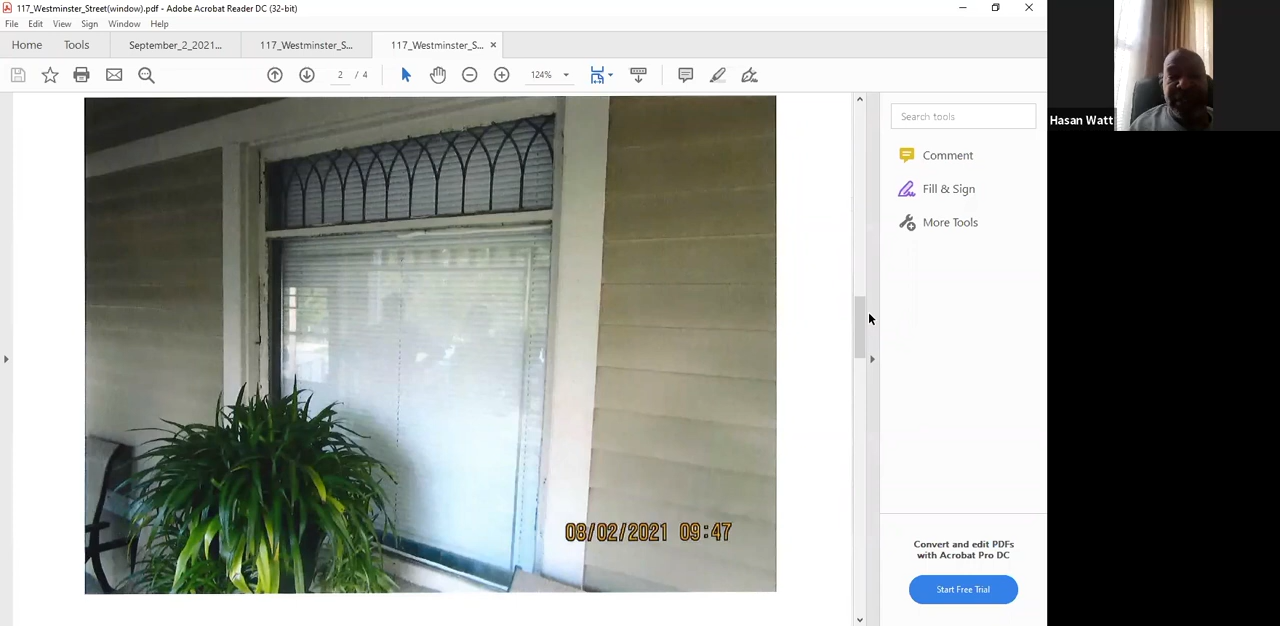 117_Westminster_Street(window).pdf - Adobe Acrobat Reader DC (32-bit)
File Edit View Sign Window Help
Home Tools September_2_2021... 117_Westminster_S... 117_Westminster_S... ×
2 / 4 124%
Search tools
Comment
Fill & Sign
More Tools
Hasan Watt
08/02/2021 09:47
Convert and edit PDFs
with Acrobat Pro DC
Start Free Trial